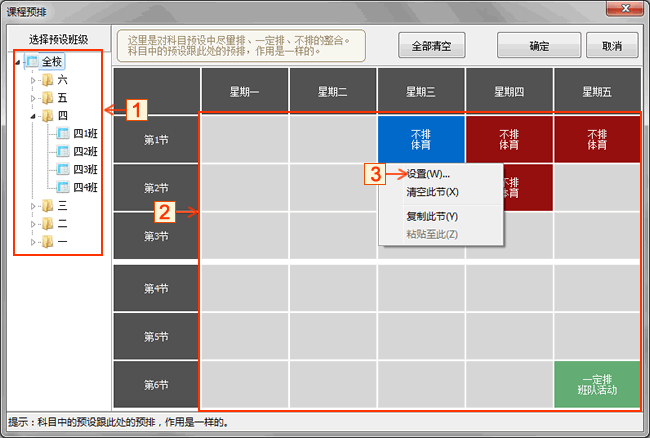 课程预排
选择预设班级
全校
六
五
四
四1班
四2班
四3班
四4班
三
二
一
1
这里是对科目预设中尽量排、一定排、不排的整合。
科目中的预设跟此处的预排，作用是一样的。
全部清空
确定
取消
星期一
星期二
星期三
星期四
星期五
第1节
不排
体育
不排
体育
不排
体育
第2节
不排
体育
3
设置(W)...
清空此节(X)
复制此节(Y)
粘贴至此(Z)
2
第3节
第4节
第5节
第6节
一定排
班队活动
提示：科目中的预设跟此处的预排，作用是一样的。